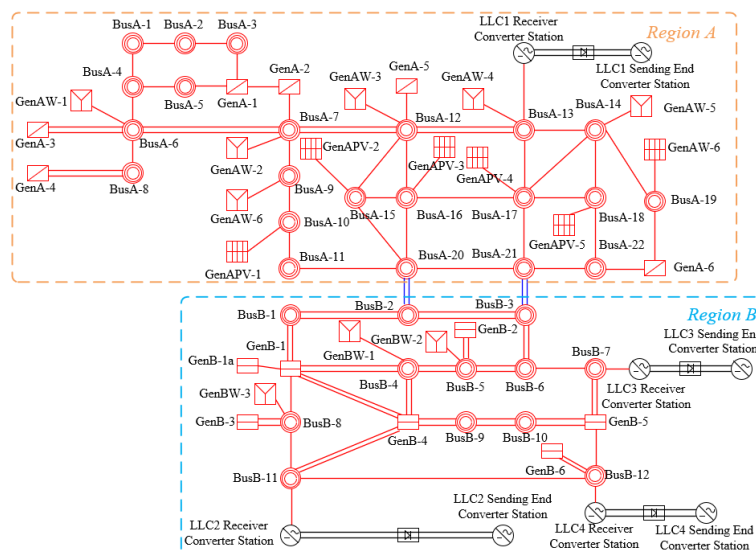 LLC1 Receiver
Converter Station
Region A
BusA-1
BusA-2
BusA-3
LLC1 Sending End
Converter Station
BusA-4
GenA-2
GenAW-3
GenA-5
GenAW-4
BusA-14
GenAW-5
GenAW-1
BusA-5
GenA-1
GenA-3
BusA-6
BusA-7
BusA-12
BusA-13
GenAPV-2
GenAPV-3
GenAW-6
GenA-4
BusA-8
GenAW-2
GenAPV-4
BusA-9
GenAW-6
BusA-15
BusA-16
BusA-17
BusA-18
BusA-19
BusA-10
GenAPV-5
BusA-22
BusA-11
BusA-20
BusA-21
GenAPV-1
GenA-6
BusB-1
BusB-2
BusB-3
Region B
GenBW-2
GenB-2
GenB-1
GenBW-1
BusB-7
LLC3 Sending End
Converter Station
GenB-1a
BusB-4
BusB-5
BusB-6
GenBW-3
LLC3 Receiver
Converter Station
GenB-3
BusB-8
GenB-4
BusB-9
BusB-10
GenB-5
GenB-6
BusB-11
BusB-12
LLC2 Sending End
Converter Station
LLC2 Receiver
Converter Station
LLC4 Receiver
Converter Station
LLC4 Sending End
Converter Station